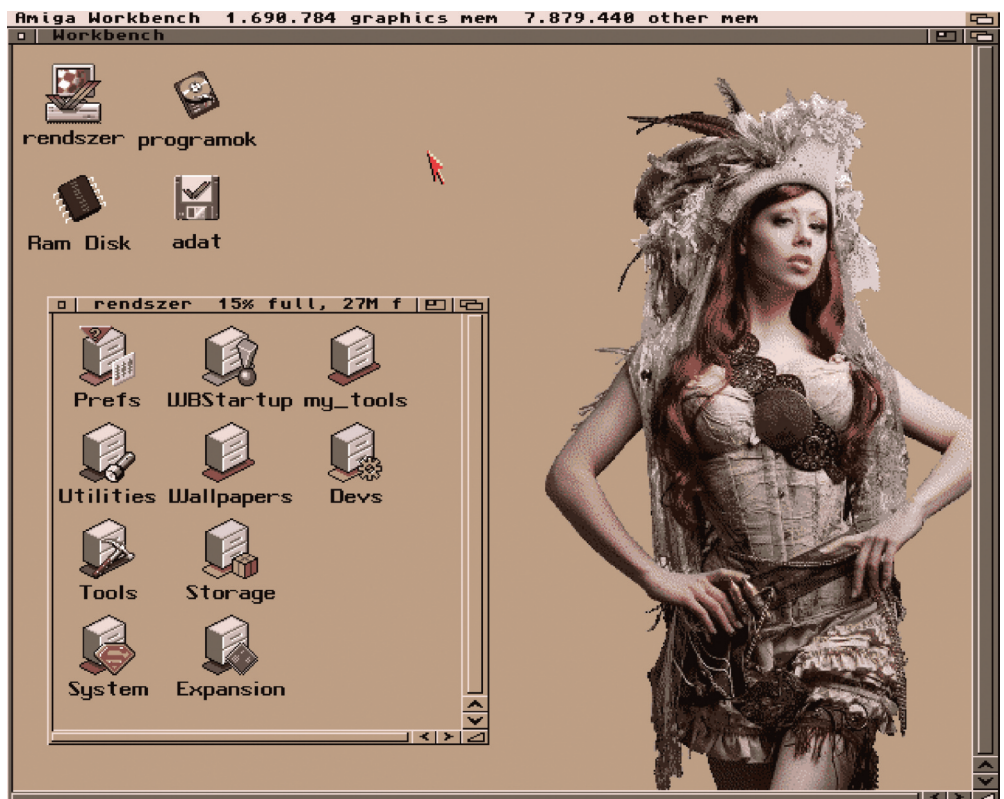 Amiga Workbench 1.690.784 graphics mem 7.879.440 other mem
Workbench
rendszer programok
Ram Disk adat
rendszer 15% full, 27M f
Prefs WBStartup my_tools
Utilities Wallpapers Devs
Tools Storage
System Expansion